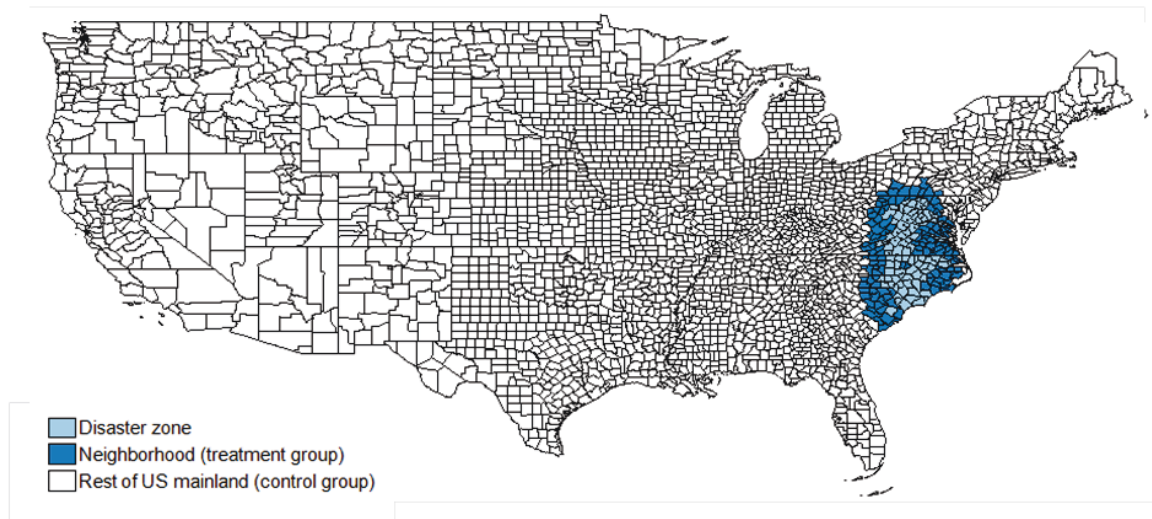 Disaster zone
Neighborhood (treatment group)
Rest of US mainland (control group)